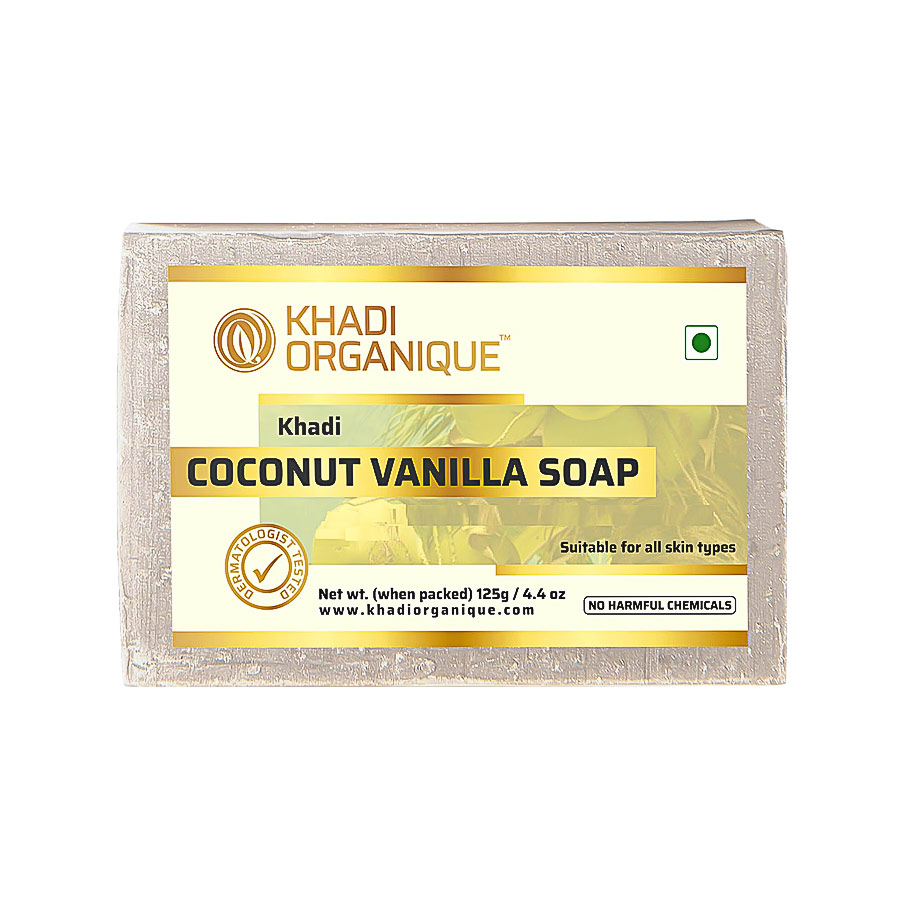 KHADI
ORGANIQUE™
Khadi
COCONUT VANILLA SOAP
DERMATOLOGIST TESTED
Suitable for all skin types
Net wt. (when packed) 125g / 4.4 oz
www.khadiorganique.com
NO HARMFUL CHEMICALS